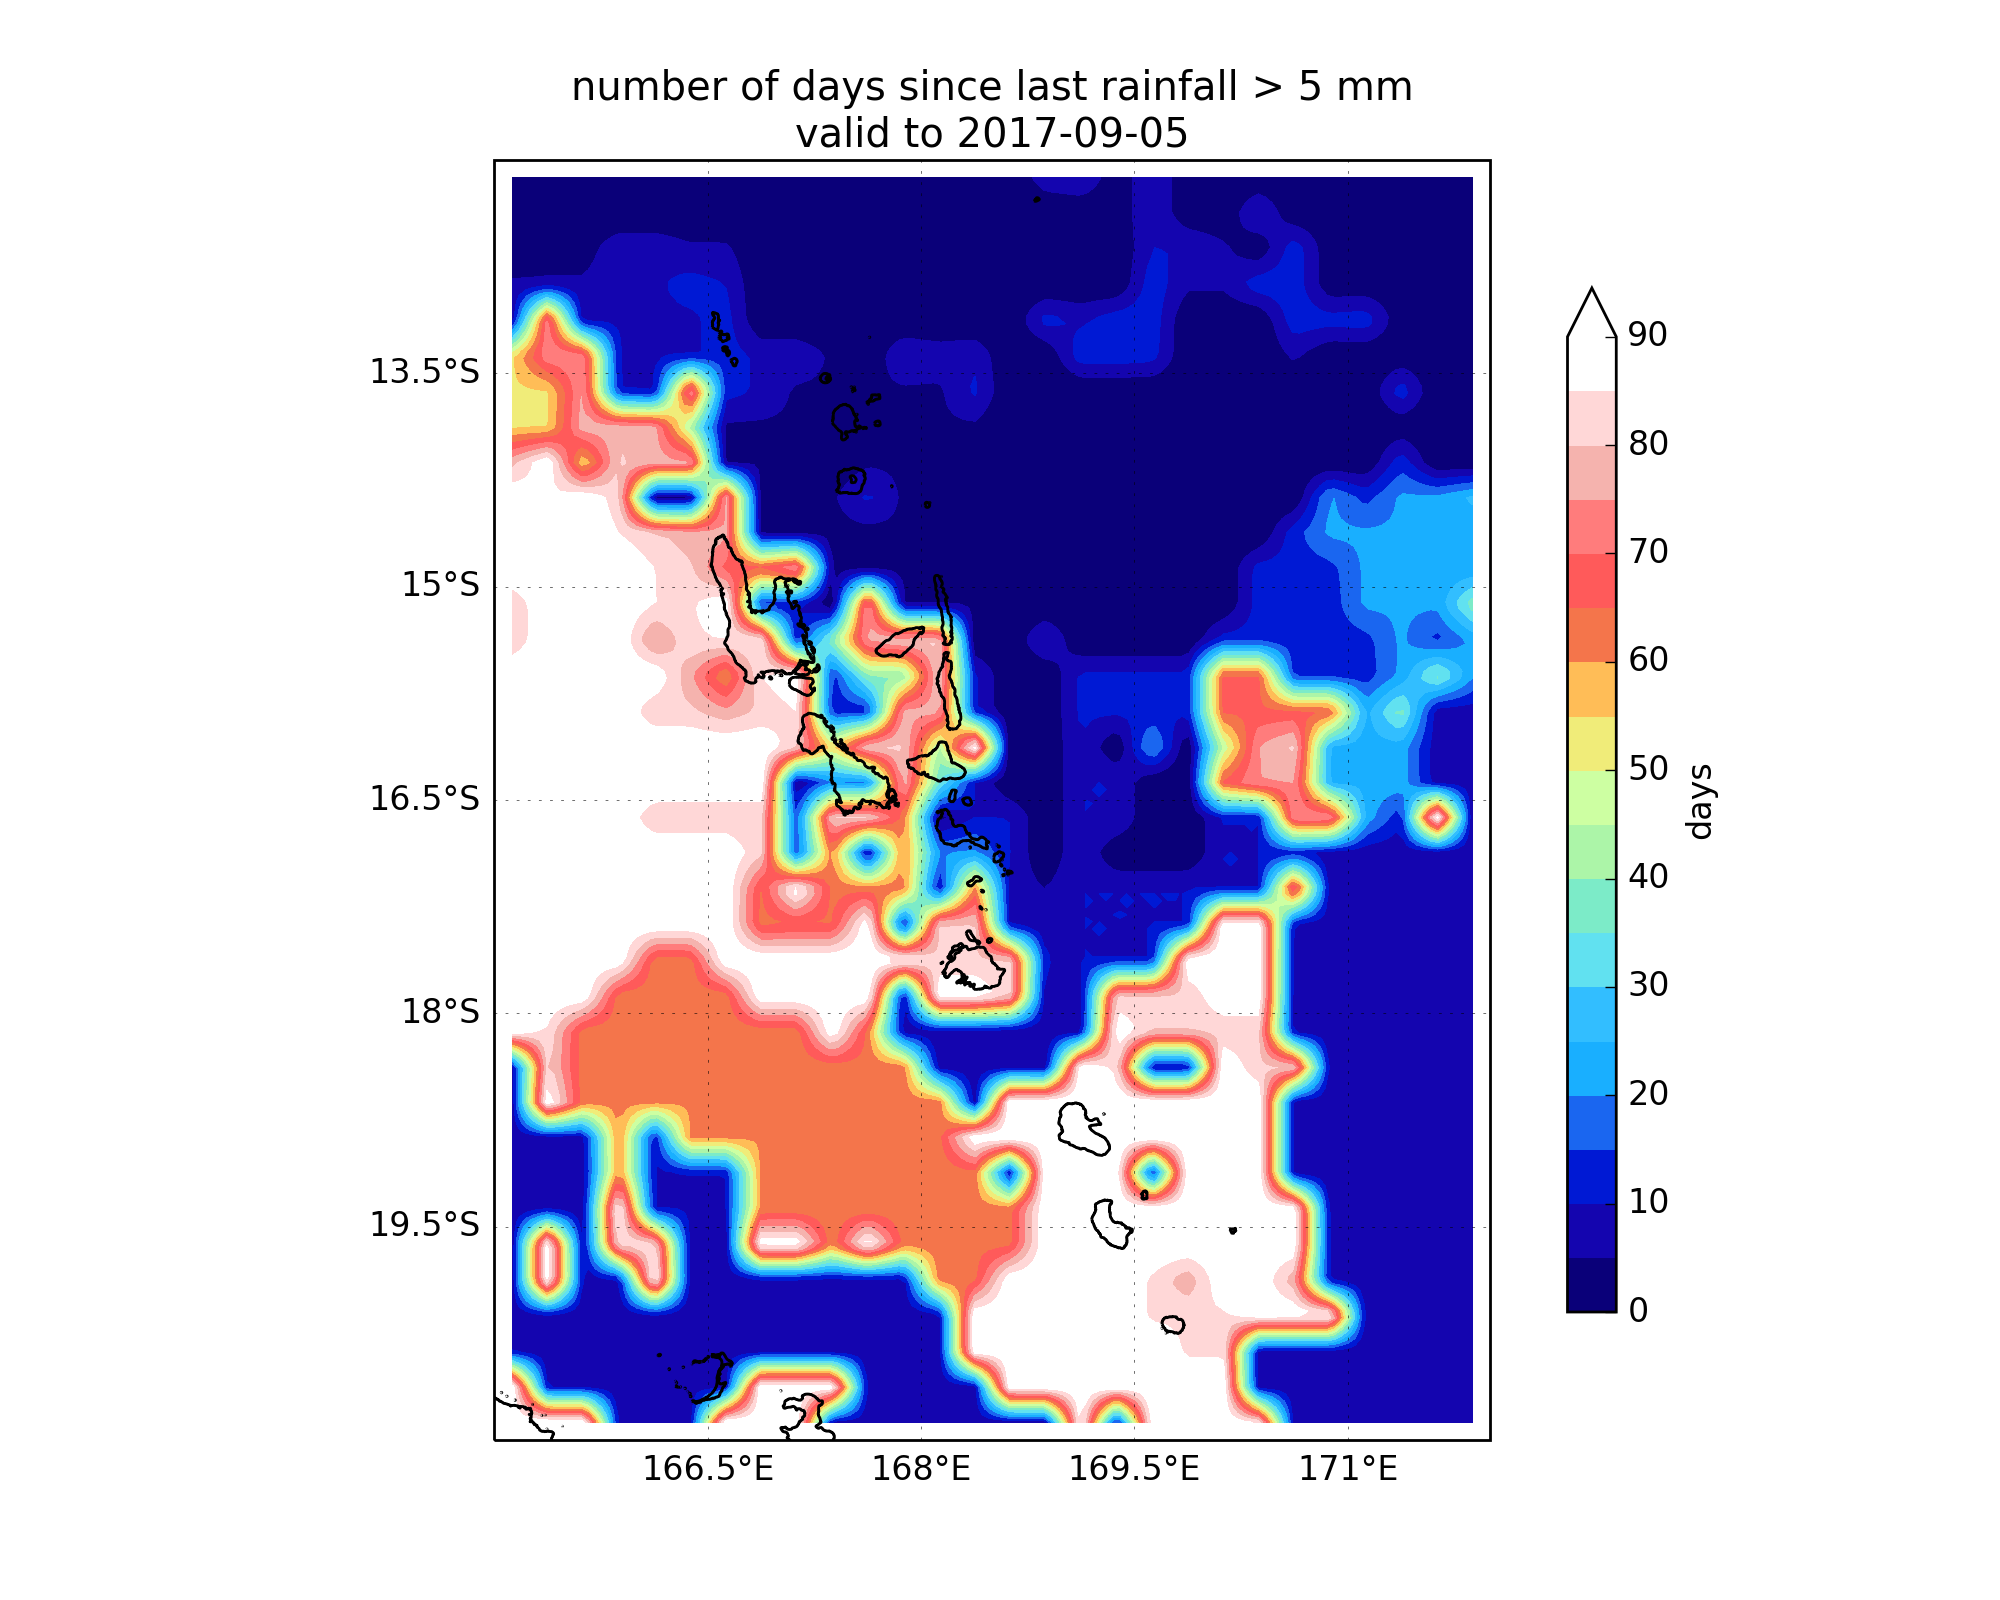 number of days since last rainfall > 5 mm
valid to 2017-09-05
13.5°S
15°S
16.5°S
18°S
19.5°S
166.5°E
168°E
169.5°E
171°E
90
80
70
60
50
40
30
20
10
0
days